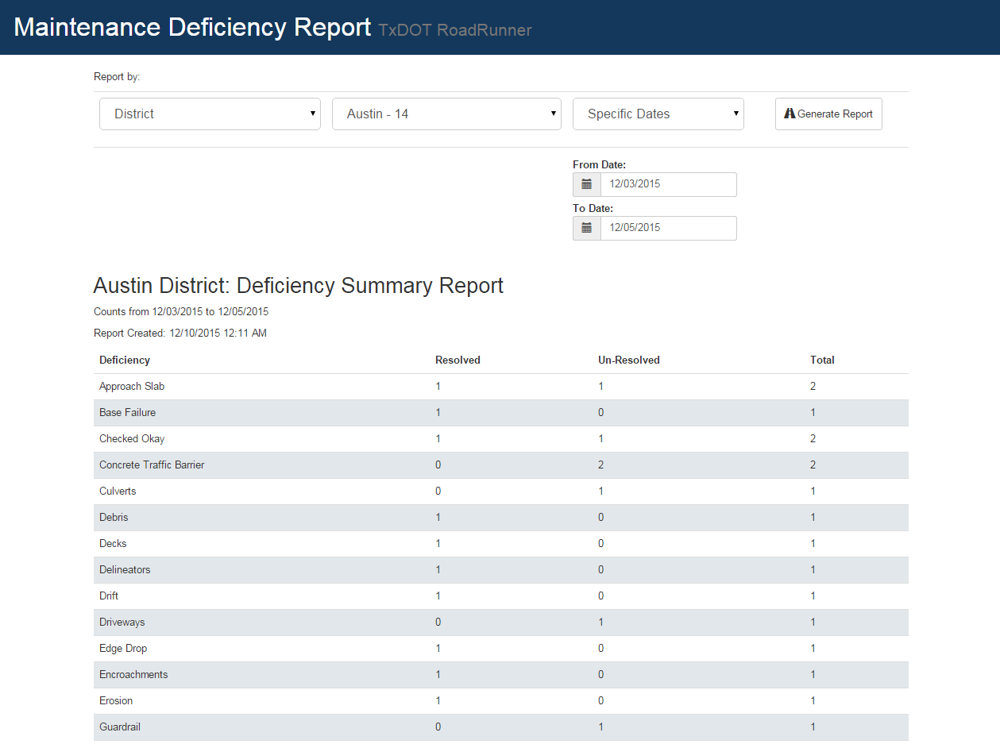 Maintenance Deficiency Report TxDOT RoadRunner
Report by:
District Austin - 14 Specific Dates Generate Report
From Date:
12/03/2015
To Date:
12/05/2015
Austin District: Deficiency Summary Report
Counts from 12/03/2015 to 12/05/2015
Report Created: 12/10/2015 12:11 AM
Deficiency Resolved Un-Resolved Total
Approach Slab 1 1 2
Base Failure 1 0 1
Checked Okay 1 1 2
Concrete Traffic Barrier 0 2 2
Culverts 0 1 1
Debris 1 0 1
Decks 1 0 1
Delineators 1 0 1
Drift 1 0 1
Driveways 0 1 1
Edge Drop 1 0 1
Encroachments 1 0 1
Erosion 1 0 1
Guardrail 0 1 1